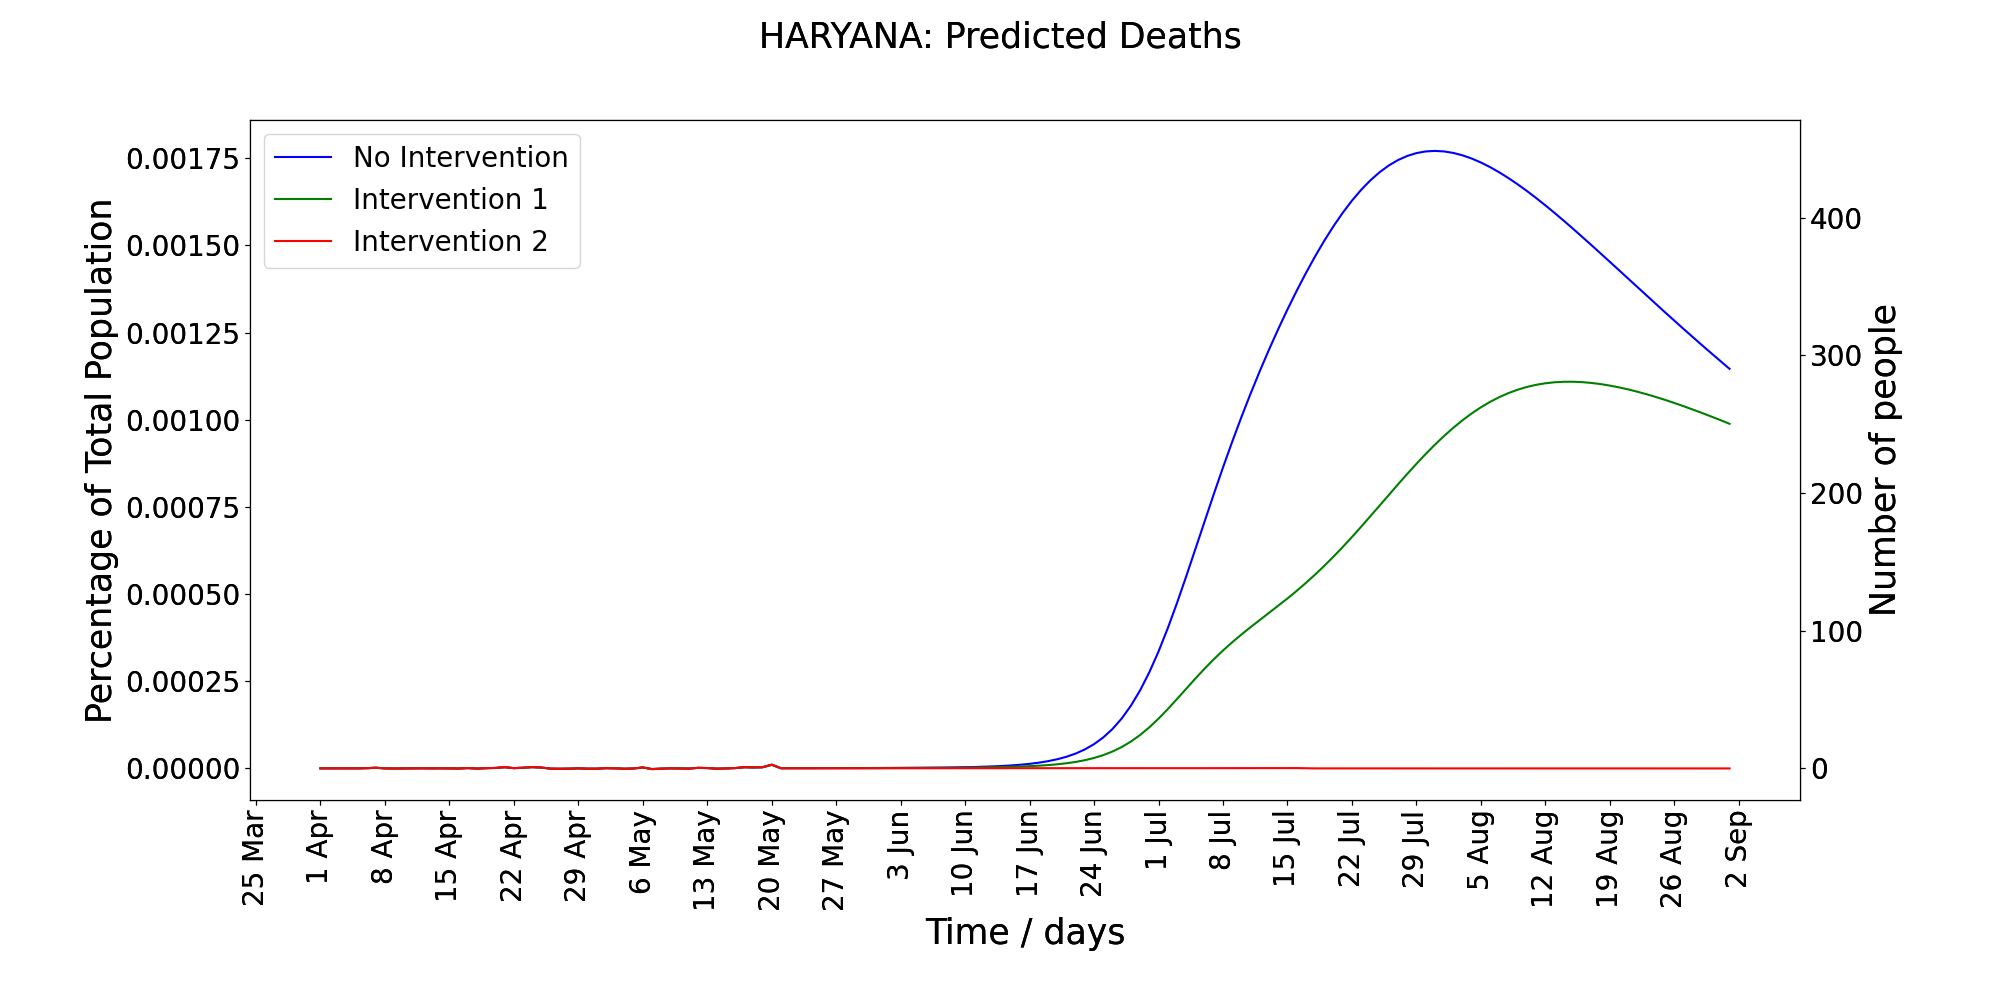 HARYANA: Predicted Deaths
No Intervention
Intervention 1
Intervention 2
Percentage of Total Population
0.00175
0.00150
0.00125
0.00100
0.00075
0.00050
0.00025
0.00000
400
300
200
100
0
Number of people
25 Mar
1 Apr
8 Apr
15 Apr
22 Apr
29 Apr
6 May
13 May
20 May
27 May
3 Jun
10 Jun
17 Jun
24 Jun
1 Jul
8 Jul
15 Jul
22 Jul
29 Jul
5 Aug
12 Aug
19 Aug
26 Aug
2 Sep
Time / days